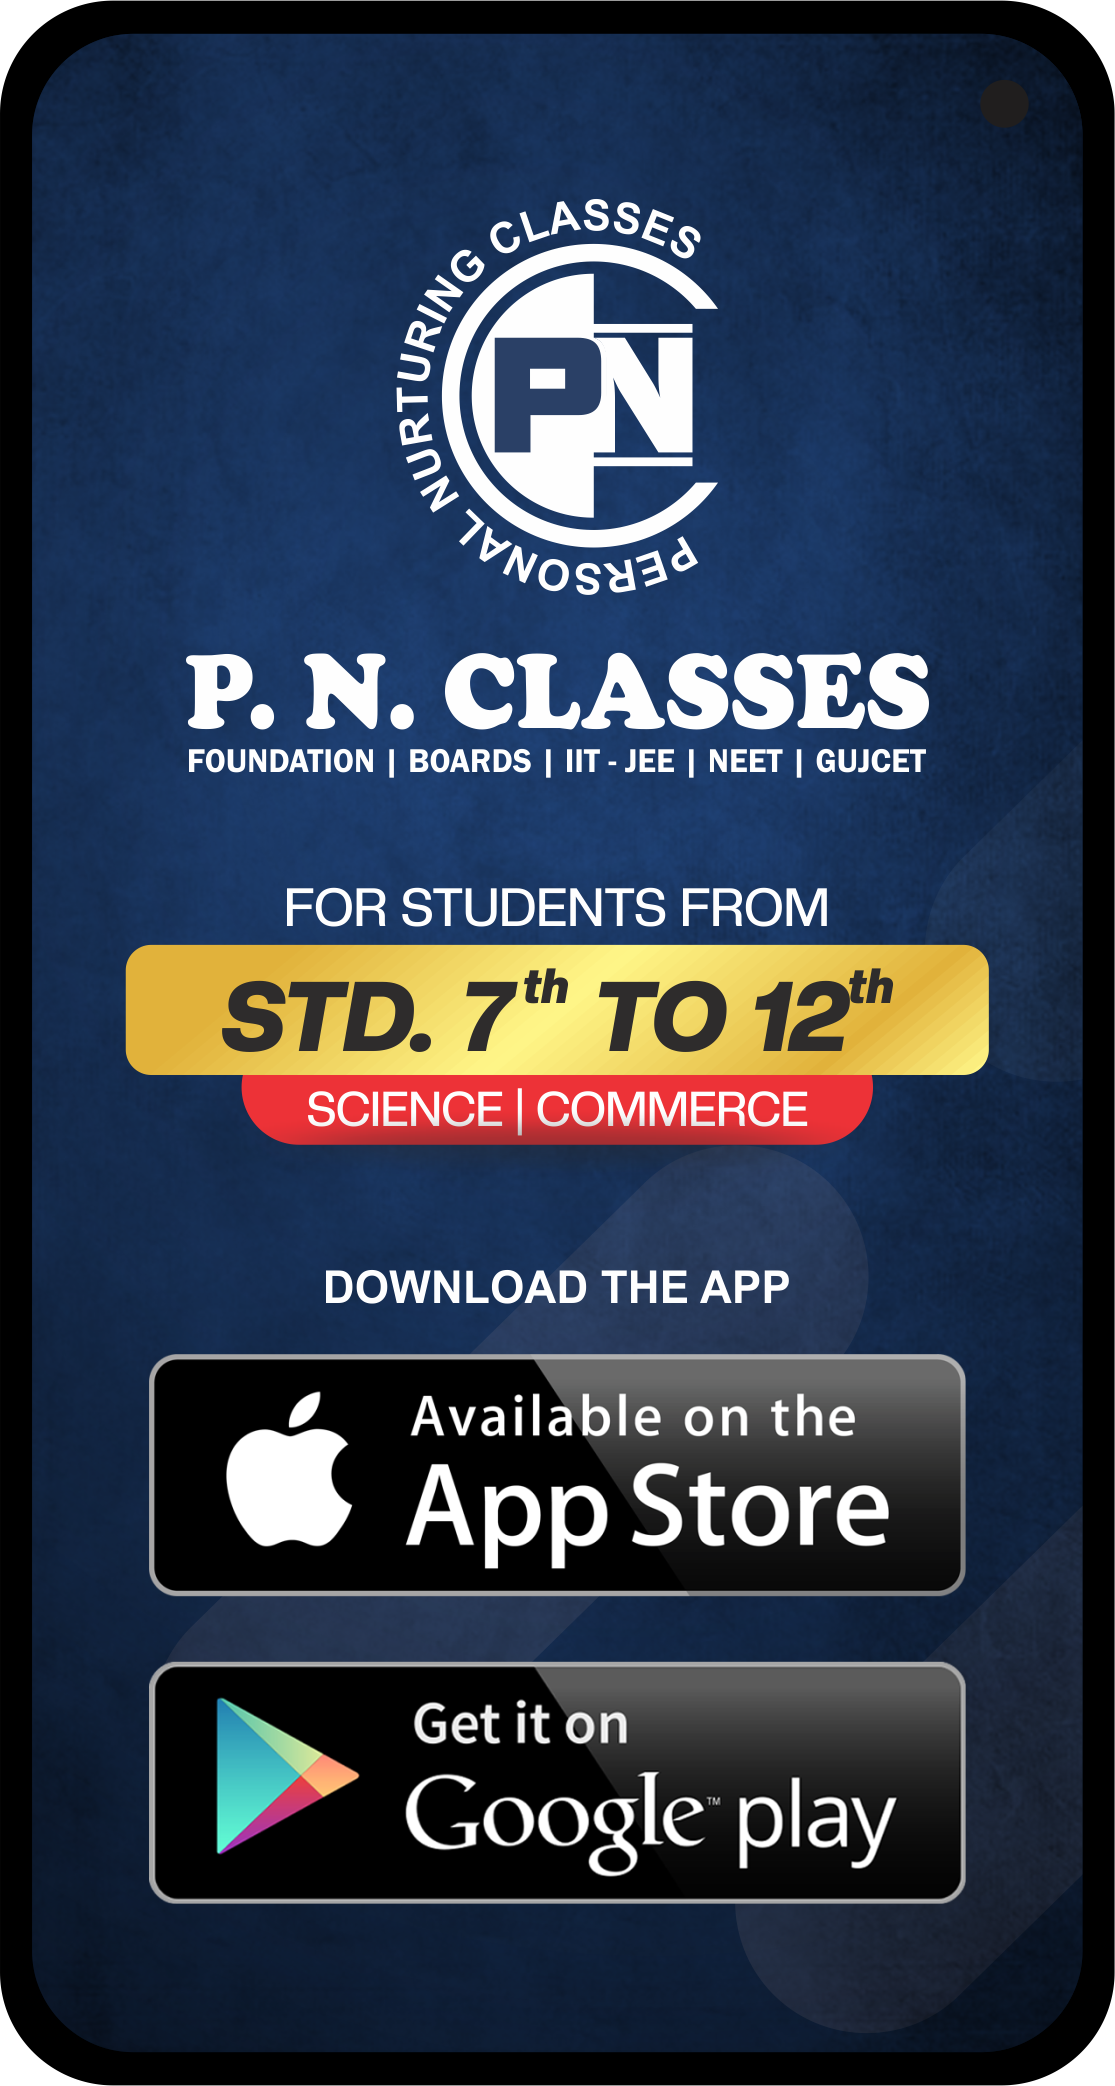 PERSONAL NURTURING CLASSES
PN
P. N. CLASSES
FOUNDATION | BOARDS | IIT - JEE | NEET | GUJCET
FOR STUDENTS FROM
STD. 7th TO 12th
SCIENCE | COMMERCE
DOWNLOAD THE APP
Available on the
App Store
Get it on
Google™ play